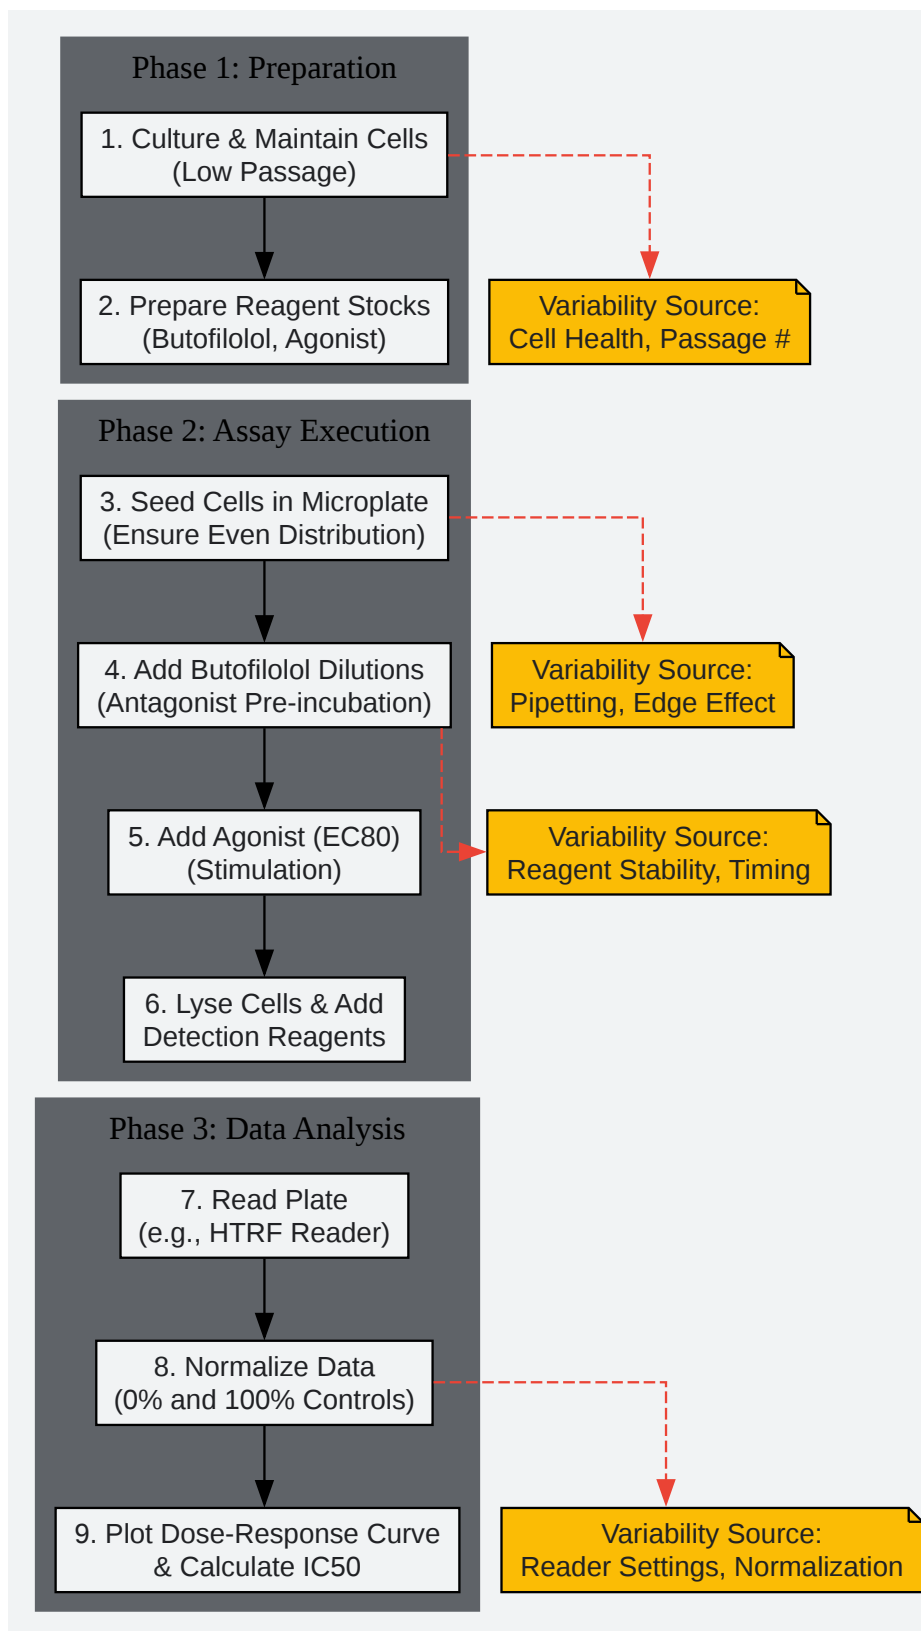 Phase 1: Preparation
1. Culture & Maintain Cells
(Low Passage)
2. Prepare Reagent Stocks
(Butofilolol, Agonist)
Variability Source:
Cell Health, Passage #
Phase 2: Assay Execution
3. Seed Cells in Microplate
(Ensure Even Distribution)
4. Add Butofilolol Dilutions
(Antagonist Pre-incubation)
Variability Source:
Pipetting, Edge Effect
5. Add Agonist (EC80)
(Stimulation)
Variability Source:
Reagent Stability, Timing
6. Lyse Cells & Add
Detection Reagents
Phase 3: Data Analysis
7. Read Plate
(e.g., HTRF Reader)
8. Normalize Data
(0% and 100% Controls)
9. Plot Dose-Response Curve
& Calculate IC50
Variability Source:
Reader Settings, Normalization